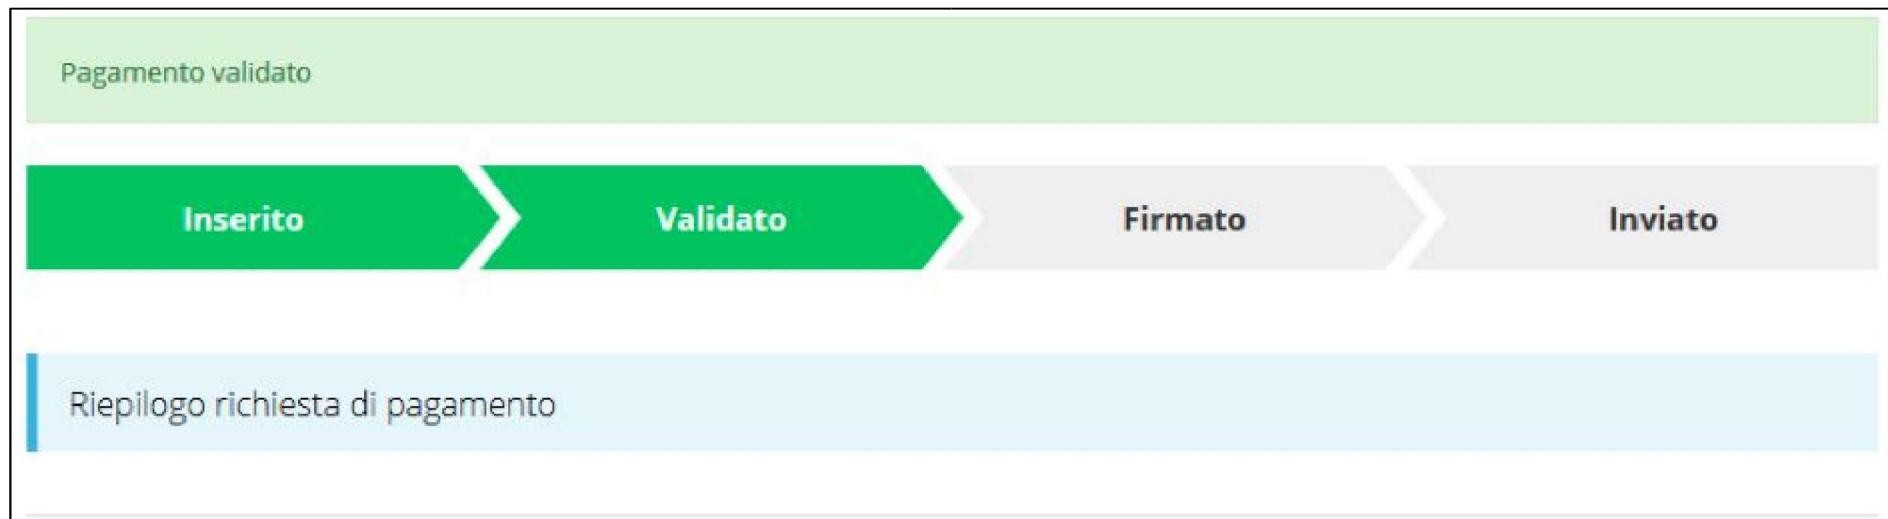 Pagamento validato
Inserito Validato Firmato Inviato
Riepilogo richiesta di pagamento